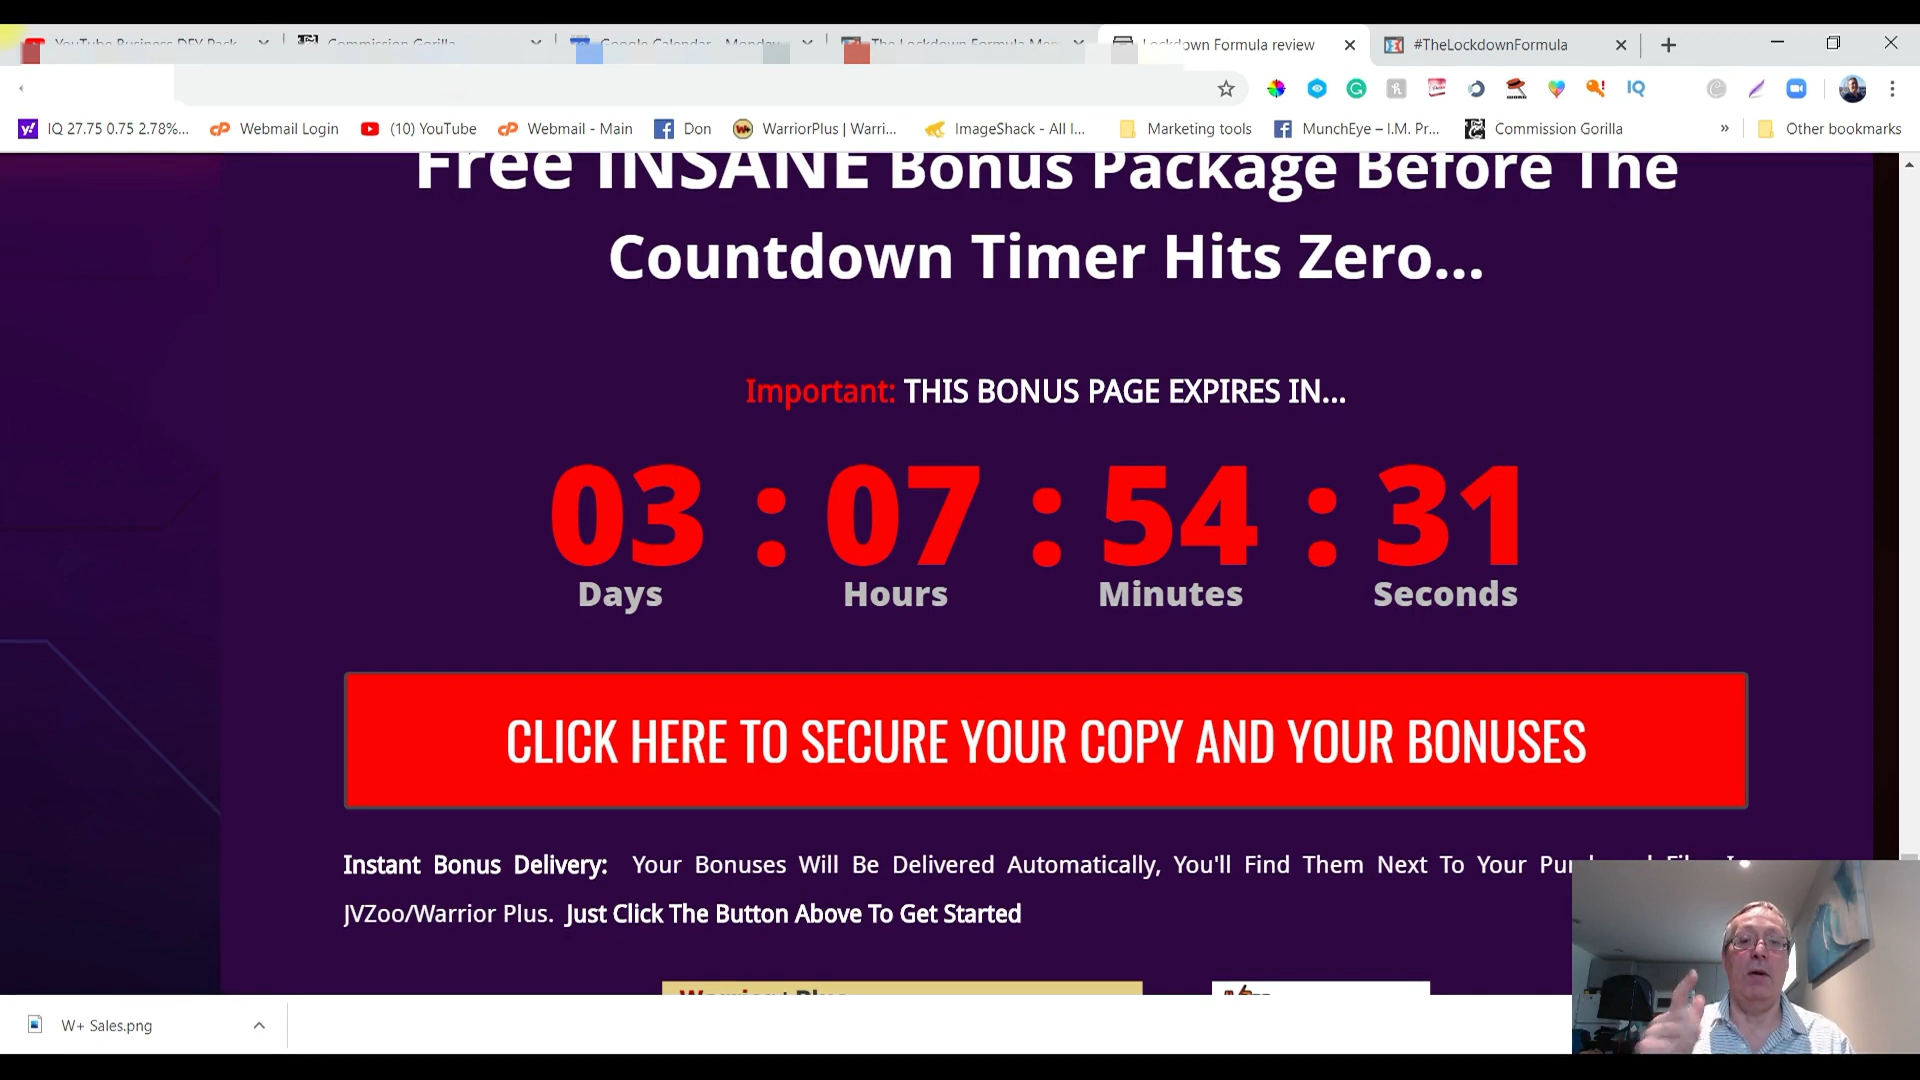 Lockdown Formula review
#TheLockdownFormula
IQ
IQ 27.75 0.75 2.78%...
Webmail Login
(10) YouTube
Webmail - Main
Don
WarriorPlus | Warri...
ImageShack - All I...
Marketing tools
MunchEye – I.M. Pr...
Commission Gorilla
»
Other bookmarks
Free INSANE Bonus Package Before The
Countdown Timer Hits Zero...
Important: THIS BONUS PAGE EXPIRES IN...
03 : 07 : 54 : 31
Days Hours Minutes Seconds
CLICK HERE TO SECURE YOUR COPY AND YOUR BONUSES
Instant Bonus Delivery: Your Bonuses Will Be Delivered Automatically, You'll Find Them Next To Your
JVZoo/Warrior Plus. Just Click The Button Above To Get Started
W+ Sales.png